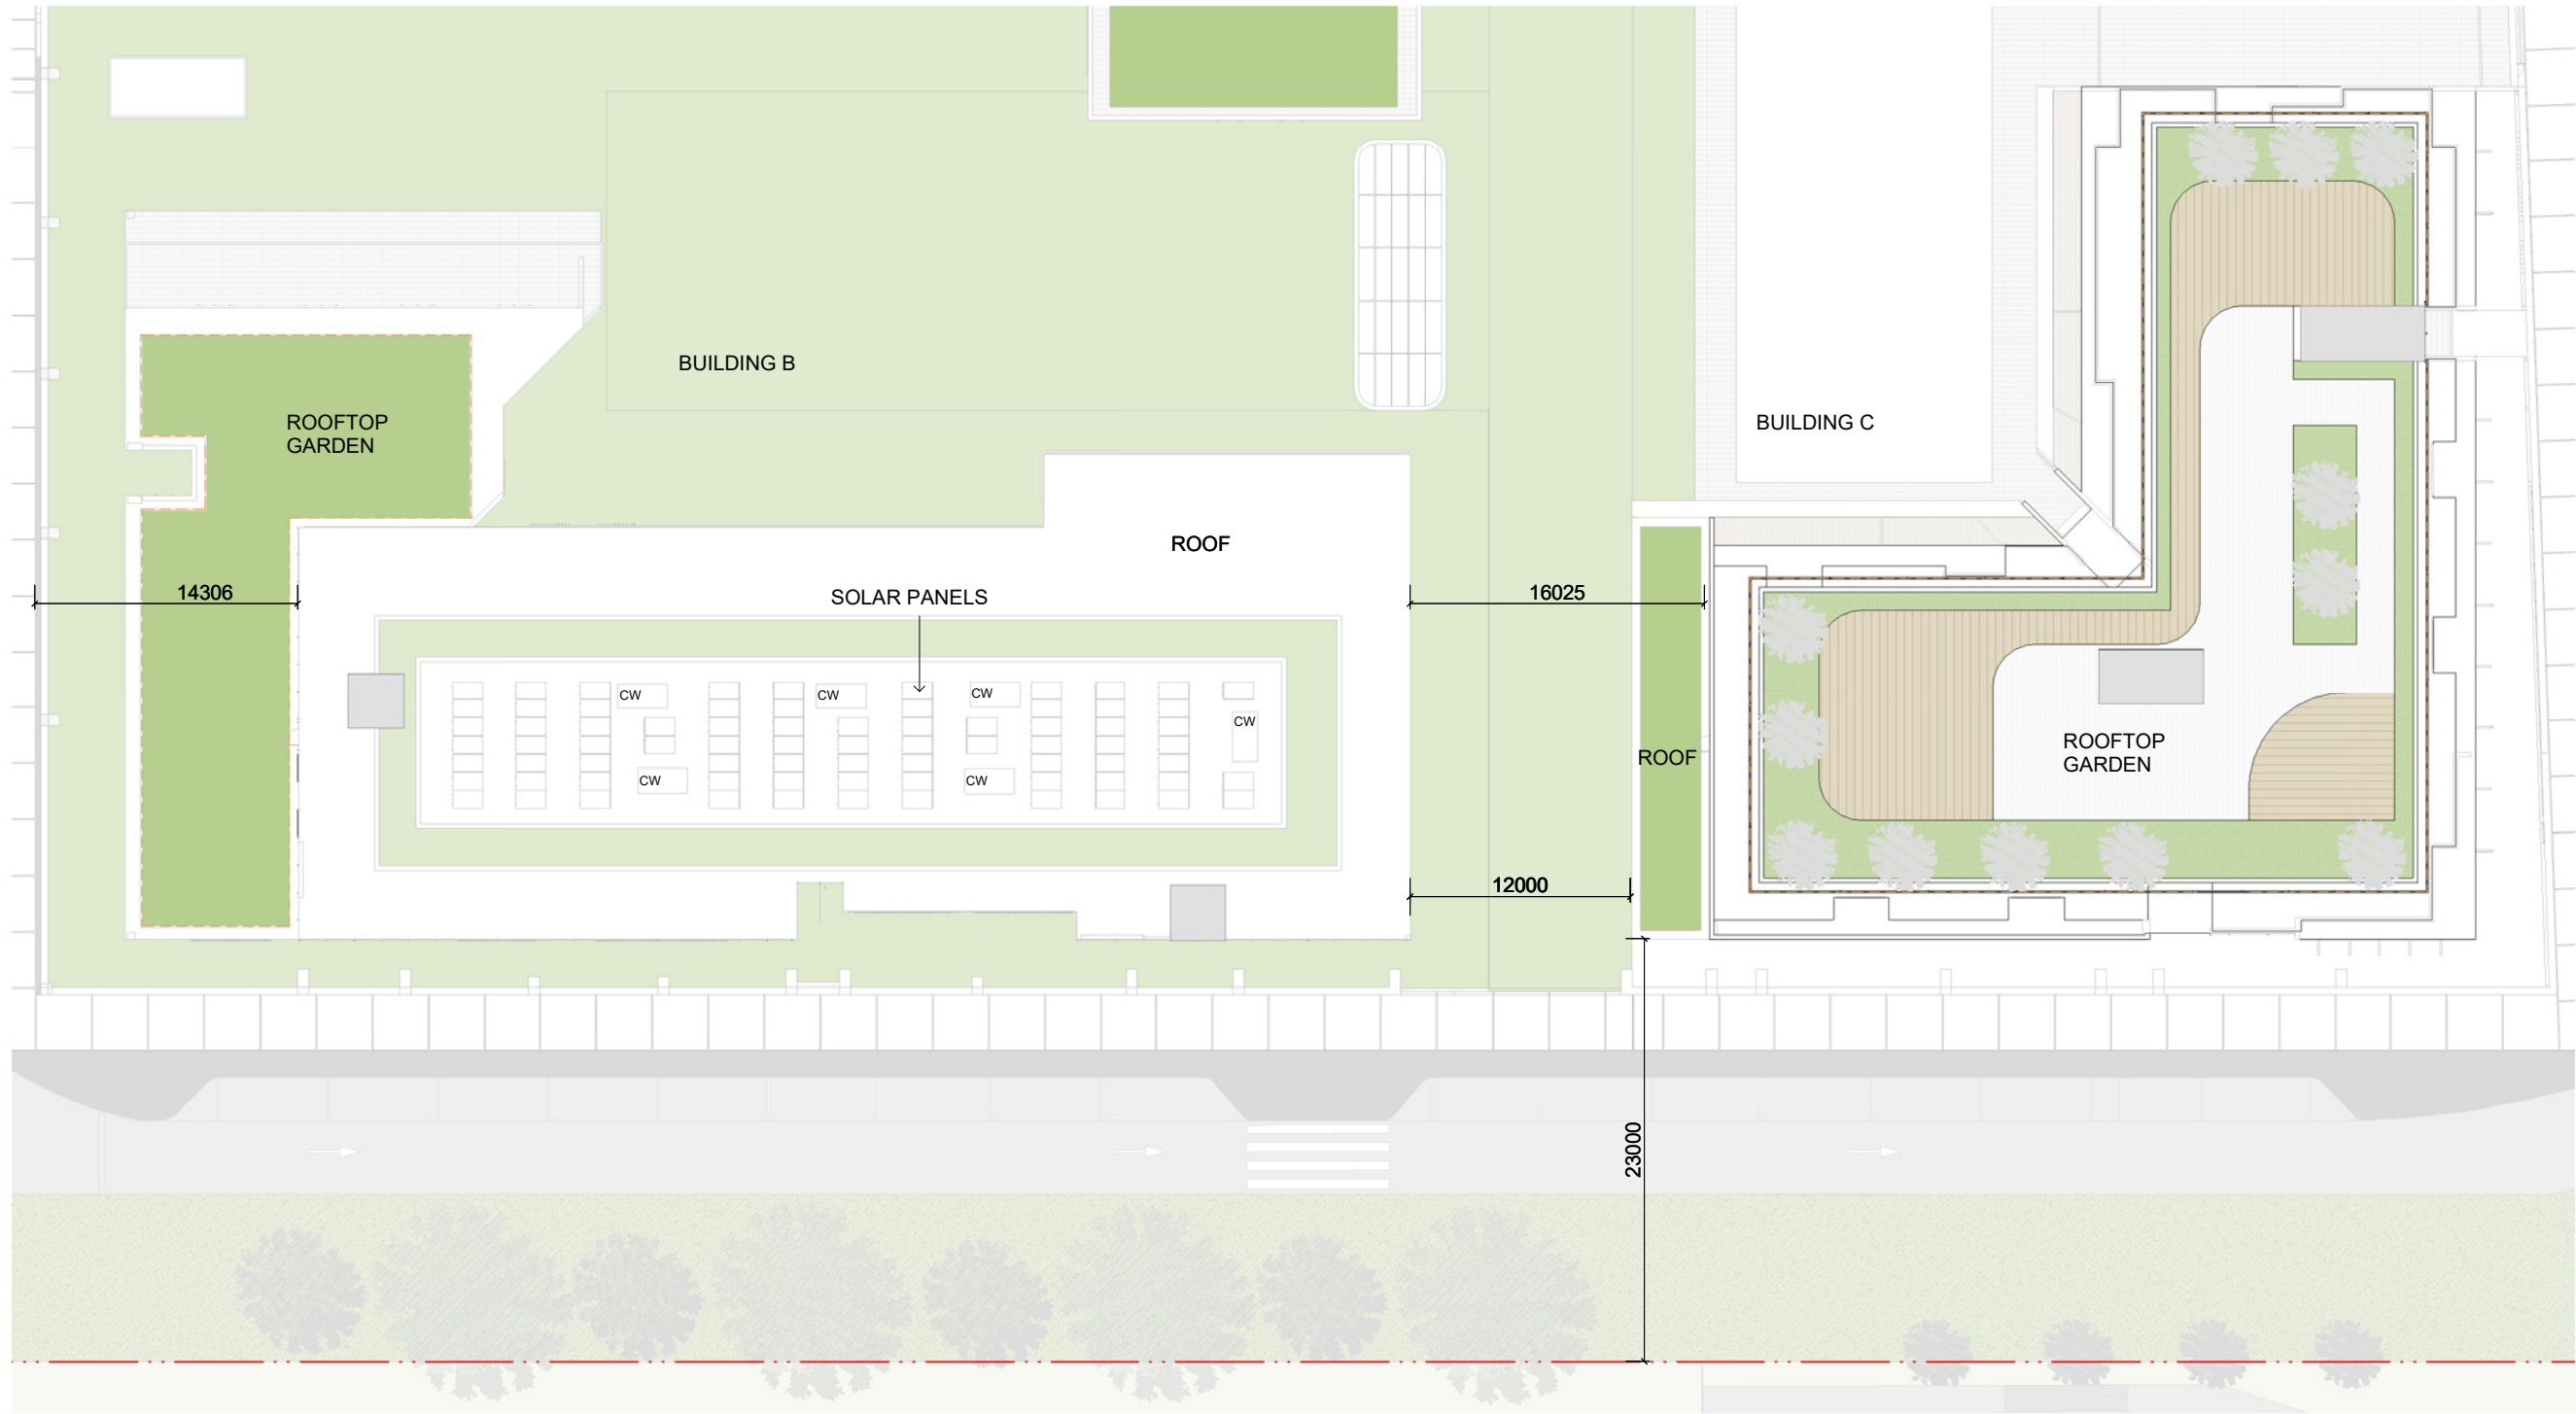 BUILDING B
ROOFTOP
GARDEN
BUILDING C
ROOF
14306
SOLAR PANELS
16025
CW
CW
CW
CW
CW
CW
ROOF
ROOFTOP
GARDEN
12000
23000